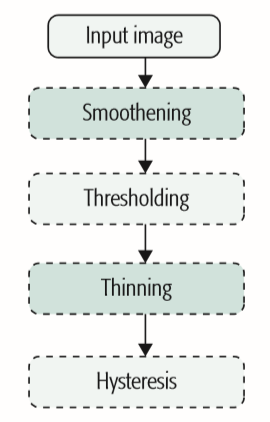 Input image
Smoothening
Thresholding
Thinning
Hysteresis